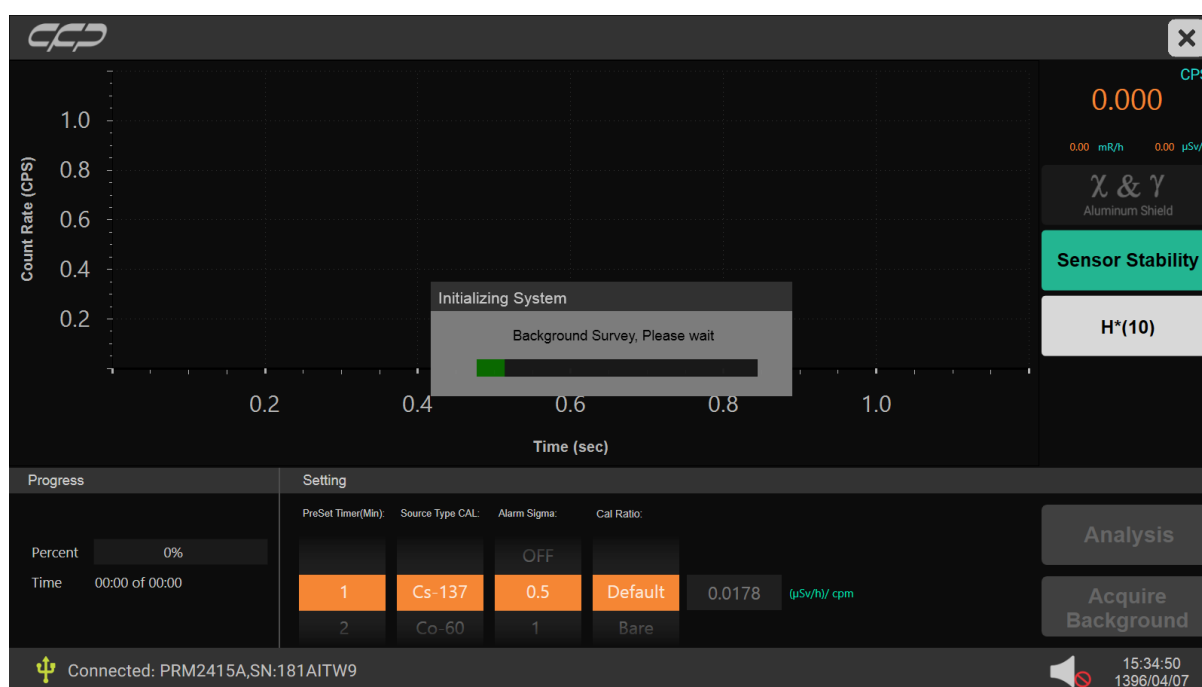 CPS
0.000
0.00 mR/h 0.00 µSv/
χ & γ
Aluminum Shield
Sensor Stability
H*(10)
Count Rate (CPS)
1.0
0.8
0.6
0.4
0.2
Initializing System
Background Survey, Please wait
0.2 0.4 0.6 0.8 1.0
Time (sec)
Progress
Percent 0%
Time 00:00 of 00:00
Setting
PreSet Timer(Min): Source Type CAL: Alarm Sigma: Cal Ratio:
OFF
1 Cs-137 0.5 Default 0.0178 (µSv/h)/ cpm
2 Co-60 1 Bare
Analysis
Acquire
Background
Connected: PRM2415A,SN:181AITW9
15:34:50
1396/04/07